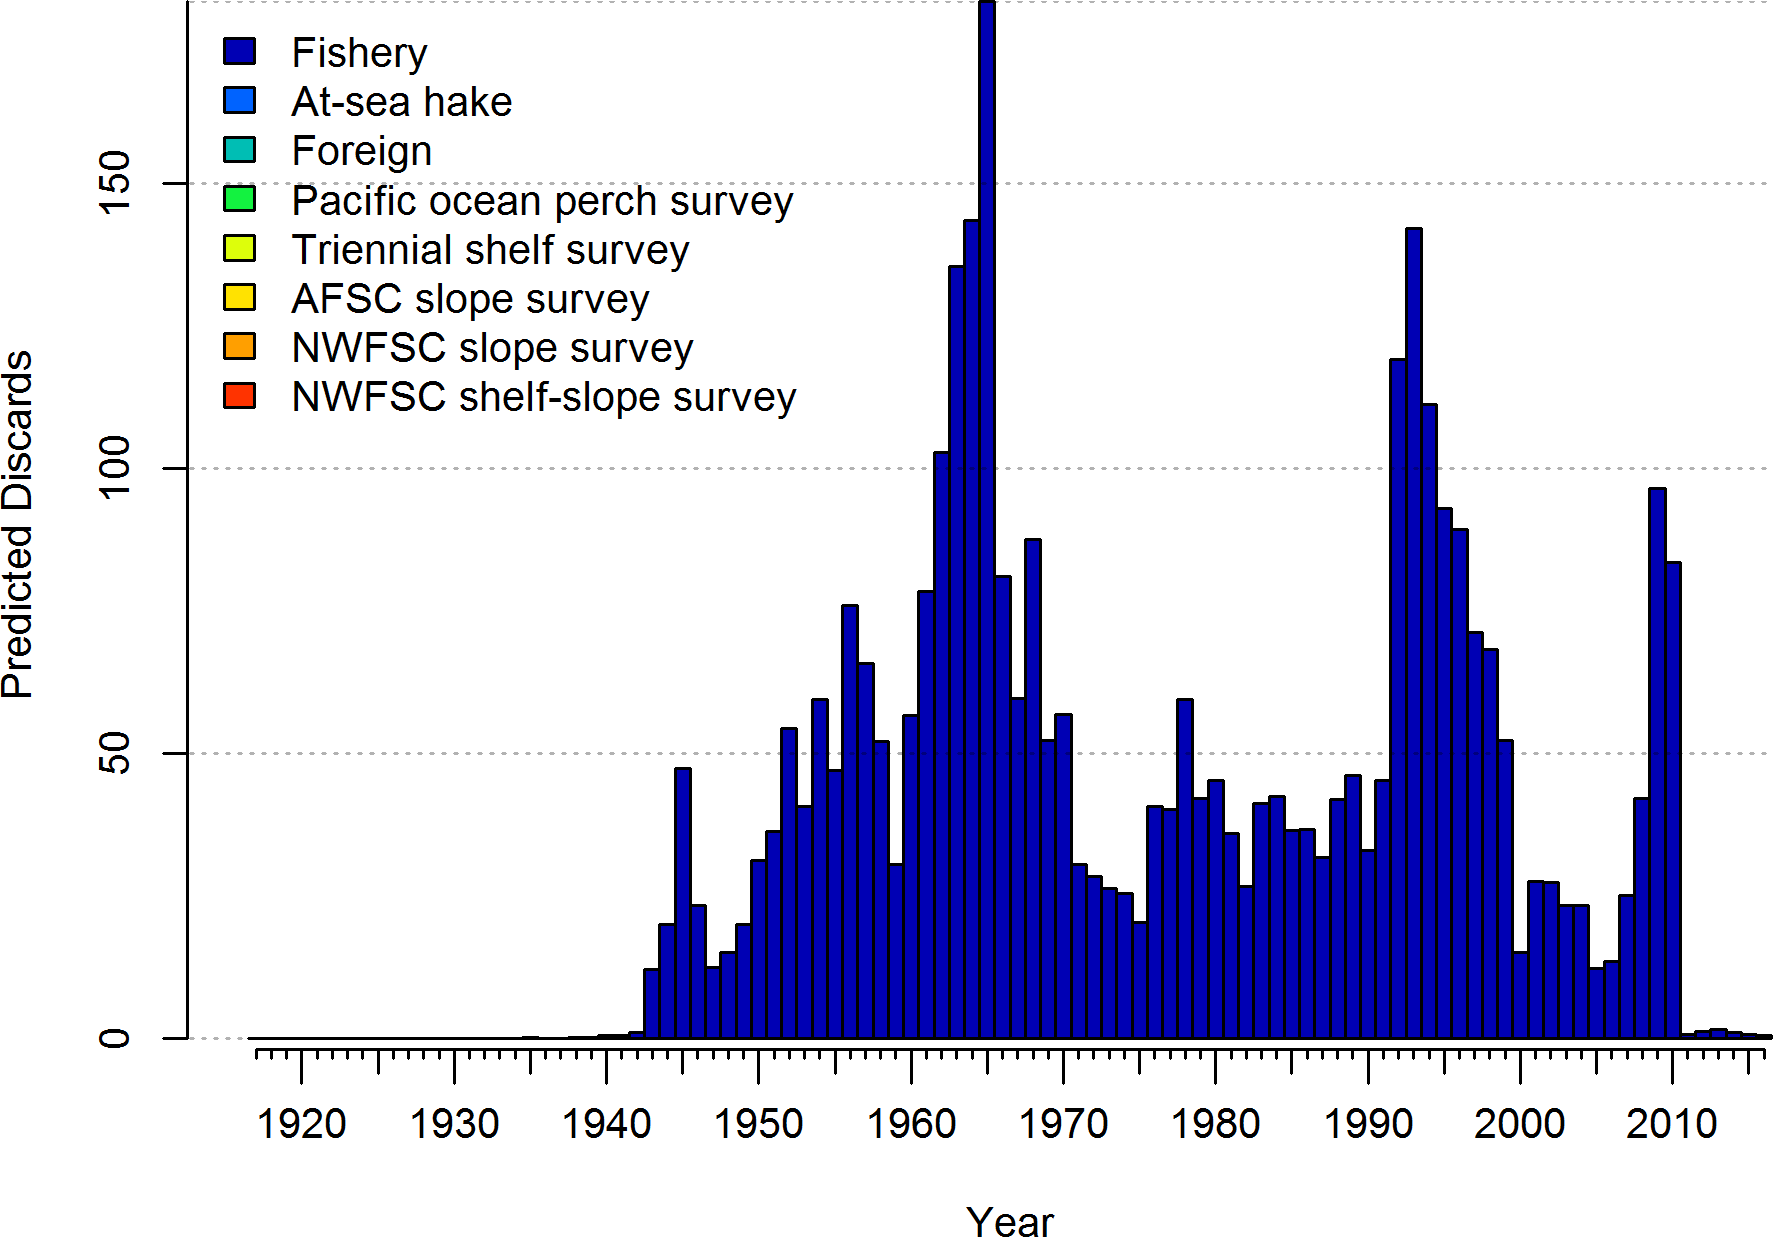 Fishery
At-sea hake
Foreign
Pacific ocean perch survey
Triennial shelf survey
AFSC slope survey
NWFSC slope survey
NWFSC shelf-slope survey
Predicted Discards
150
100
50
0
1920 1930 1940 1950 1960 1970 1980 1990 2000 2010
Year